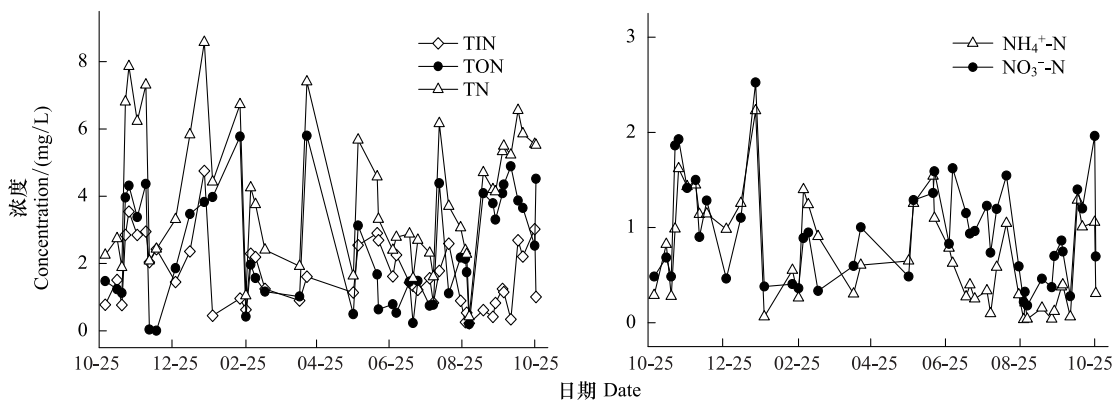 TIN
TON
TN
8
6
4
2
0
浓度
Concentration/(mg/L)
10-25 12-25 02-25 04-25 06-25 08-25 10-25
NH₄⁺-N
NO₃⁻-N
3
2
1
0
10-25 12-25 02-25 04-25 06-25 08-25 10-25
日期 Date